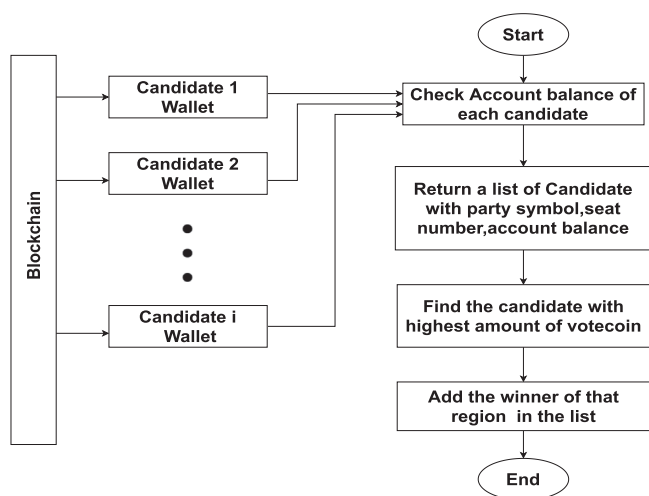 Start
Blockchain
Candidate 1
Wallet
Check Account balance of
each candidate
Candidate 2
Wallet
Return a list of Candidate
with party symbol,seat
number,account balance
Candidate i
Wallet
Find the candidate with
highest amount of votecoin
Add the winner of that
region in the list
End